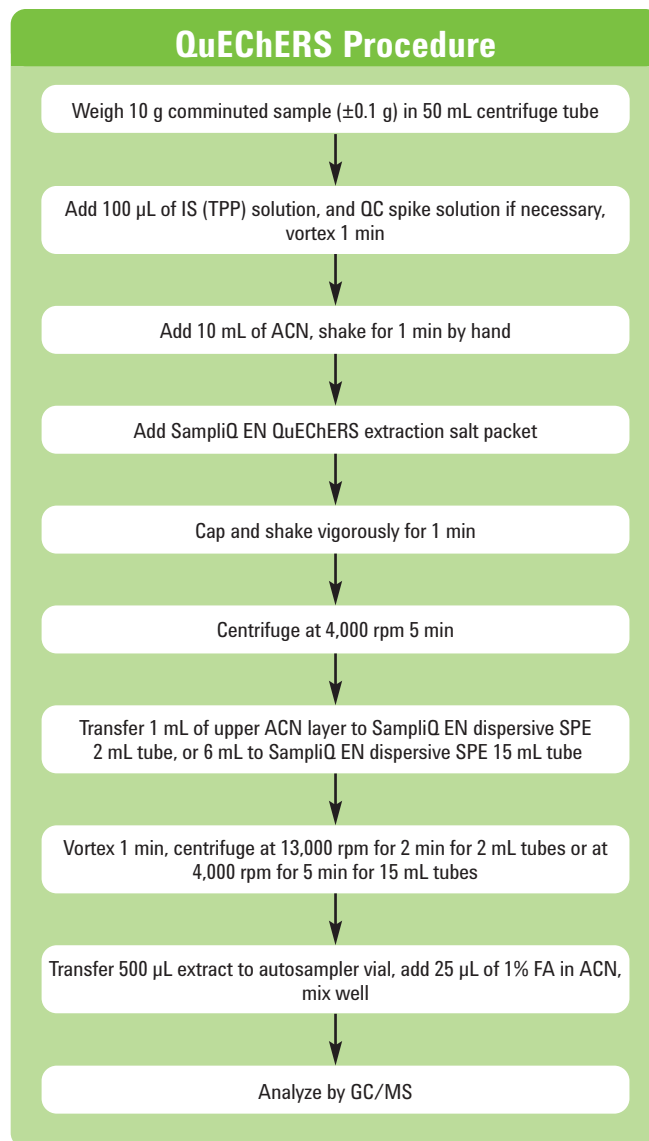 QuEChERS Procedure
Weigh 10 g comminuted sample (±0.1 g) in 50 mL centrifuge tube
Add 100 µL of IS (TPP) solution, and QC spike solution if necessary,
vortex 1 min
Add 10 mL of ACN, shake for 1 min by hand
Add SampliQ EN QuEChERS extraction salt packet
Cap and shake vigorously for 1 min
Centrifuge at 4,000 rpm 5 min
Transfer 1 mL of upper ACN layer to SampliQ EN dispersive SPE
2 mL tube, or 6 mL to SampliQ EN dispersive SPE 15 mL tube
Vortex 1 min, centrifuge at 13,000 rpm for 2 min for 2 mL tubes or at
4,000 rpm for 5 min for 15 mL tubes
Transfer 500 µL extract to autosampler vial, add 25 µL of 1% FA in ACN,
mix well
Analyze by GC/MS